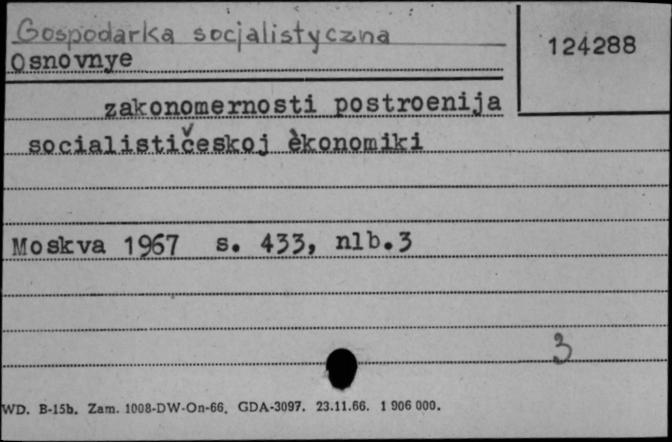 Gospodarka socjalistyczna
124288
Osnovnye
zakonomernosti postroenija
socialističeskoj èkonomiki
Moskva 1967 s. 433, nlb.3
3
WD. B-15b. Zam. 1008-DW-On-66. GDA-3097. 23.11.66. 1 906 000.